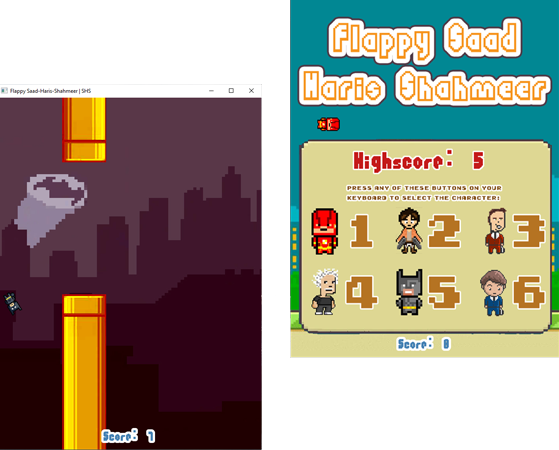 Flappy Saad-Haris-Shahmeer | SHS
Score: 1
Flappy Saad
Haris Shahmeer
Highscore: 5
PRESS ANY OF THESE BUTTONS ON YOUR
KEYBOARD TO SELECT THE CHARACTER:
1 2 3
4 5 6
Score: 0